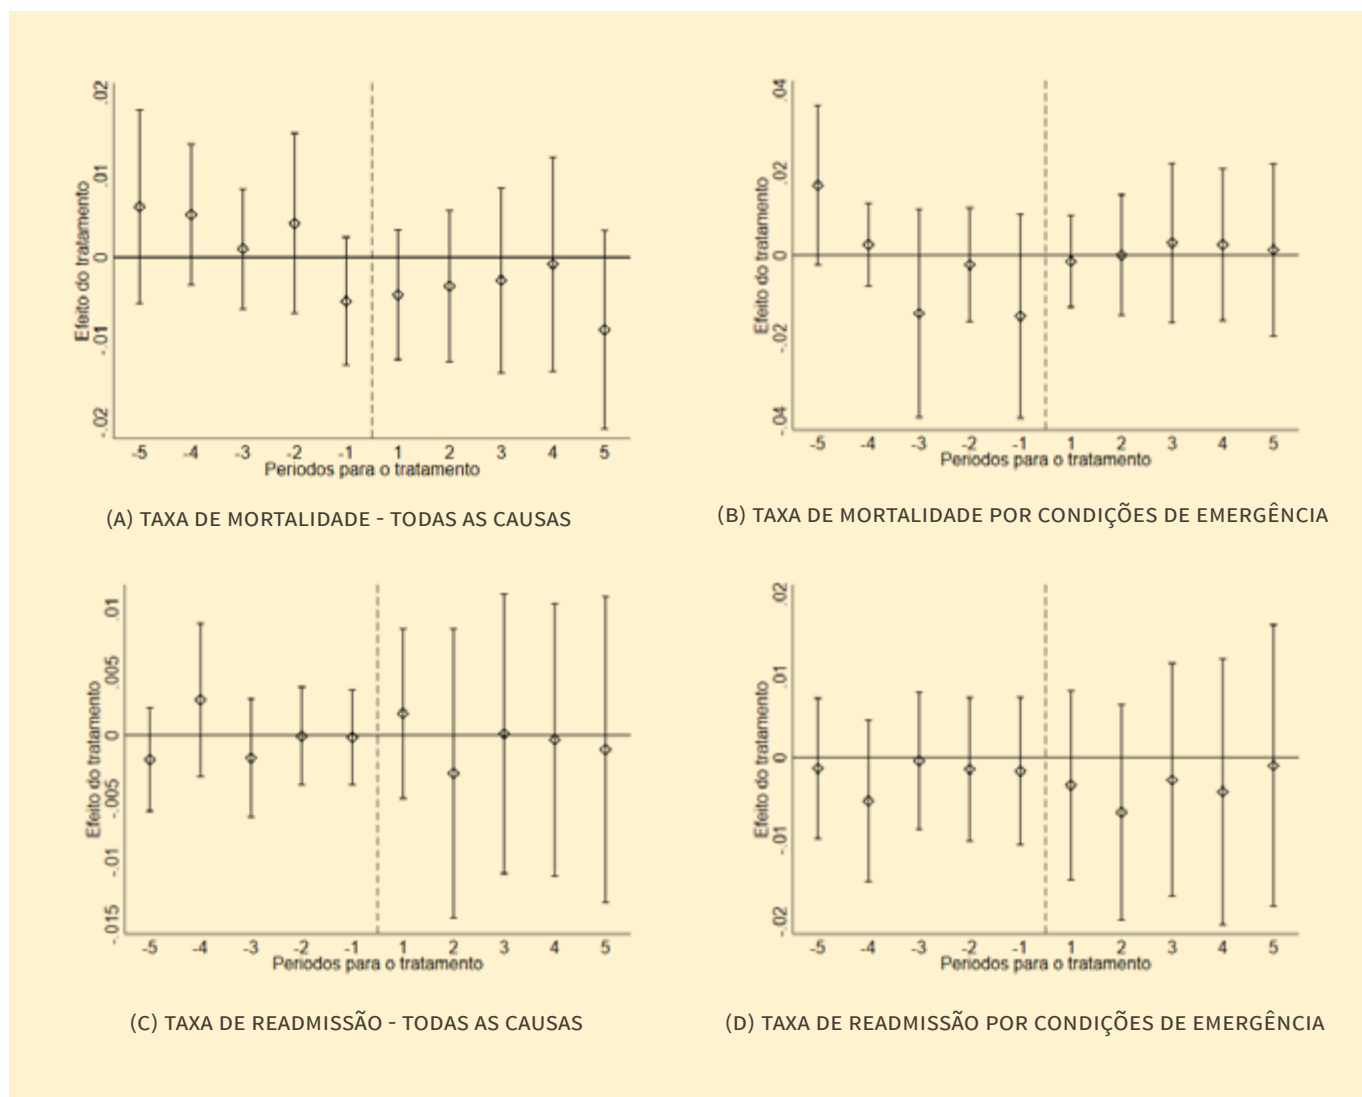 .02
.01
0
-.01
-.02
Efeito do tratamento
-5 -4 -3 -2 -1 1 2 3 4 5
Periodos para o tratamento
(A) TAXA DE MORTALIDADE - TODAS AS CAUSAS
.04
.02
0
-.02
-.04
Efeito do tratamento
-5 -4 -3 -2 -1 1 2 3 4 5
Periodos para o tratamento
(B) TAXA DE MORTALIDADE POR CONDIÇÕES DE EMERGÊNCIA
.01
.005
0
-.005
-.01
-.015
Efeito do tratamento
-5 -4 -3 -2 -1 1 2 3 4 5
Periodos para o tratamento
(C) TAXA DE READMISSÃO - TODAS AS CAUSAS
.02
.01
0
-.01
-.02
Efeito do tratamento
-5 -4 -3 -2 -1 1 2 3 4 5
Periodos para o tratamento
(D) TAXA DE READMISSÃO POR CONDIÇÕES DE EMERGÊNCIA